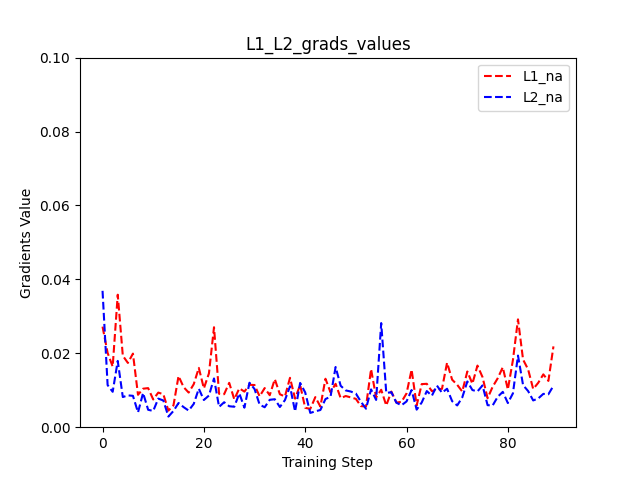 L1_L2_grads_values
0.10
0.08
0.06
0.04
0.02
0.00
Gradients Value
0
20
40
60
80
Training Step
L1_na
L2_na